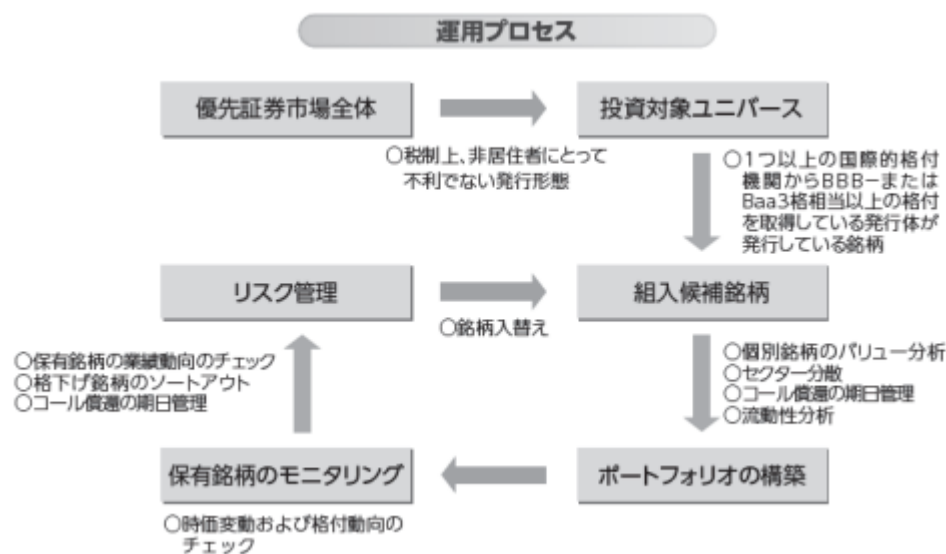 運用プロセス
優先証券市場全体
投資対象ユニバース
○税制上、非居住者にとって
不利でない発行形態
○1つ以上の国際的格付
機関からBBB−または
Baa3格相当以上の格付
を取得している発行体が
発行している銘柄
リスク管理
組入候補銘柄
○銘柄入替え
○保有銘柄の業績動向のチェック
○格下げ銘柄のソートアウト
○コール償還の期日管理
○個別銘柄のバリュー分析
○セクター分散
○コール償還の期日管理
○流動性分析
保有銘柄のモニタリング
ポートフォリオの構築
○時価変動および格付動向の
チェック